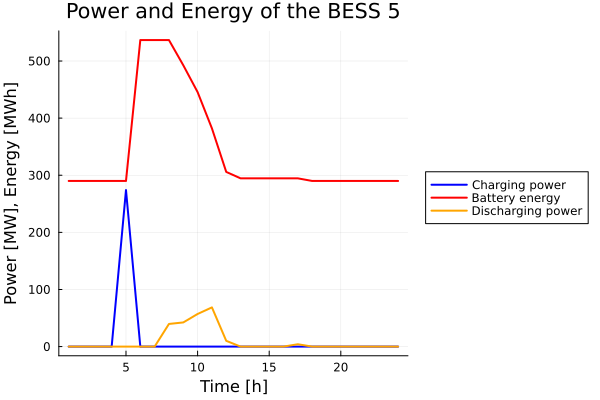 Power and Energy of the BESS 5
Power [MW], Energy [MWh]
500
400
300
200
100
0
5
10
15
20
Time [h]
Charging power
Battery energy
Discharging power